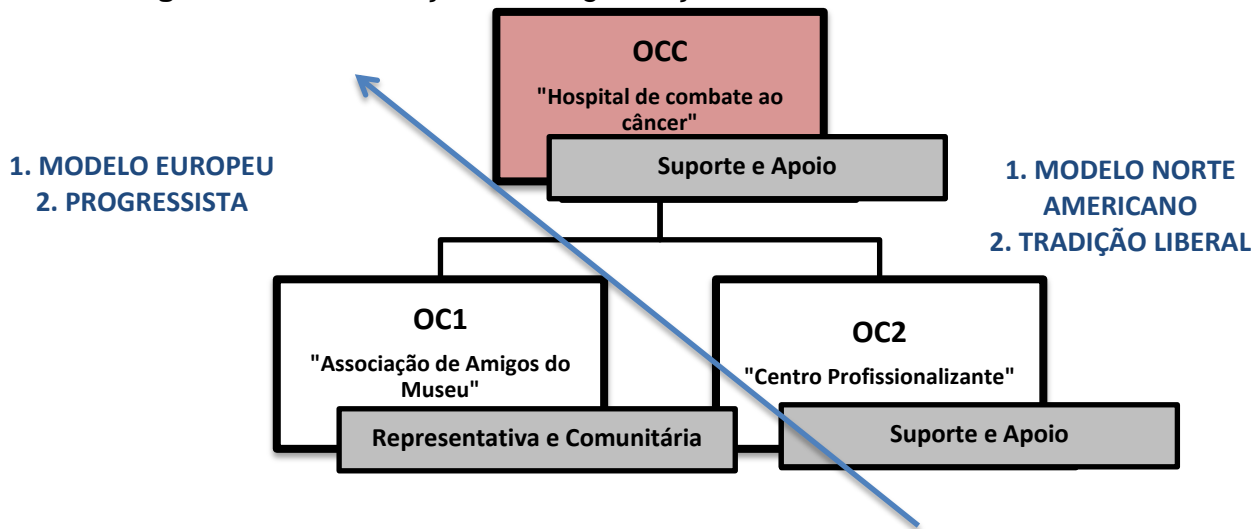 OCC
"Hospital de combate ao
câncer"
Suporte e Apoio
1. MODELO EUROPEU
2. PROGRESSISTA
1. MODELO NORTE
AMERICANO
2. TRADIÇÃO LIBERAL
OC1
"Associação de Amigos do
Museu"
Representativa e Comunitária
OC2
"Centro Profissionalizante"
Suporte e Apoio